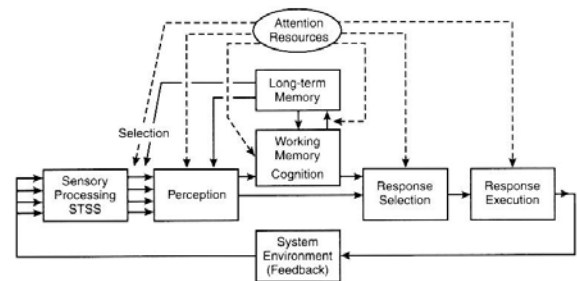 Attention
Resources
Long-term
Memory
Selection
Working
Memory
Cognition
Sensory
Processing
STSS
Perception
Response
Selection
Response
Execution
System
Environment
(Feedback)